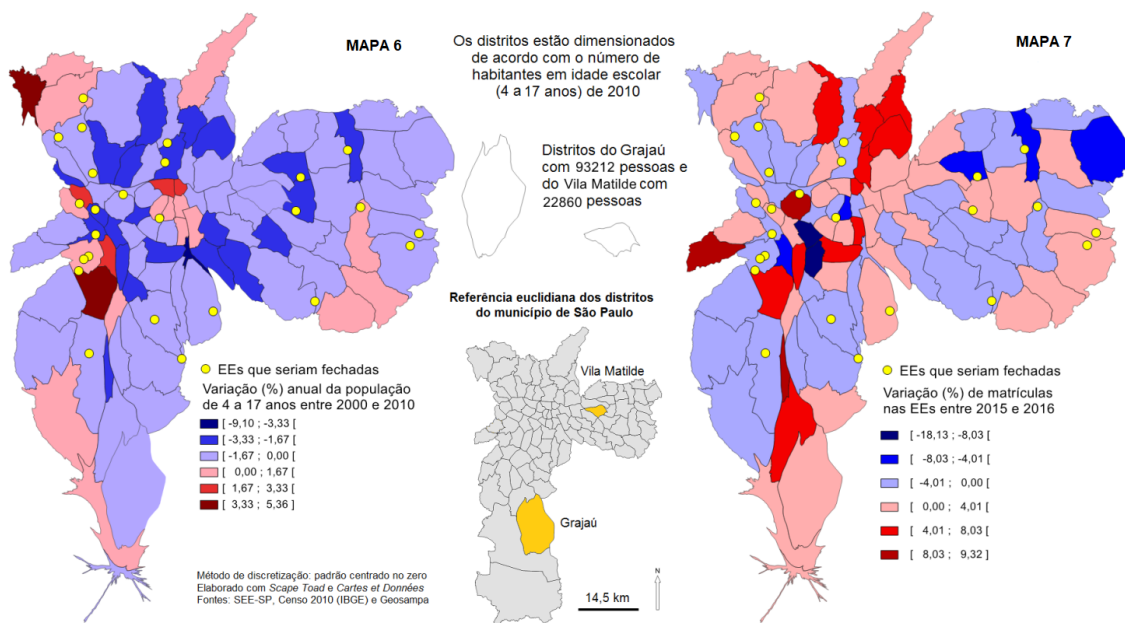 MAPA 6
Os distritos estão dimensionados
de acordo com o número de
habitantes em idade escolar
(4 a 17 anos) de 2010
MAPA 7
Distritos do Grajaú
com 93212 pessoas e
do Vila Matilde com
22860 pessoas
Referência euclidiana dos distritos
do município de São Paulo
Vila Matilde
Grajaú
14,5 km
N
EEs que seriam fechadas
Variação (%) anual da população
de 4 a 17 anos entre 2000 e 2010
[ -9,10 ; -3,33 [
[ -3,33 ; -1,67 [
[ -1,67 ; 0,00 [
[ 0,00 ; 1,67 [
[ 1,67 ; 3,33 [
[ 3,33 ; 5,36 [
Método de discretização: padrão centrado no zero
Elaborado com Scape Toad e Cartes et Données
Fontes: SEE-SP, Censo 2010 (IBGE) e Geosampa
EEs que seriam fechadas
Variação (%) de matrículas
nas EEs entre 2015 e 2016
[ -18,13 ; -8,03 [
[ -8,03 ; -4,01 [
[ -4,01 ; 0,00 [
[ 0,00 ; 4,01 [
[ 4,01 ; 8,03 [
[ 8,03 ; 9,32 ]